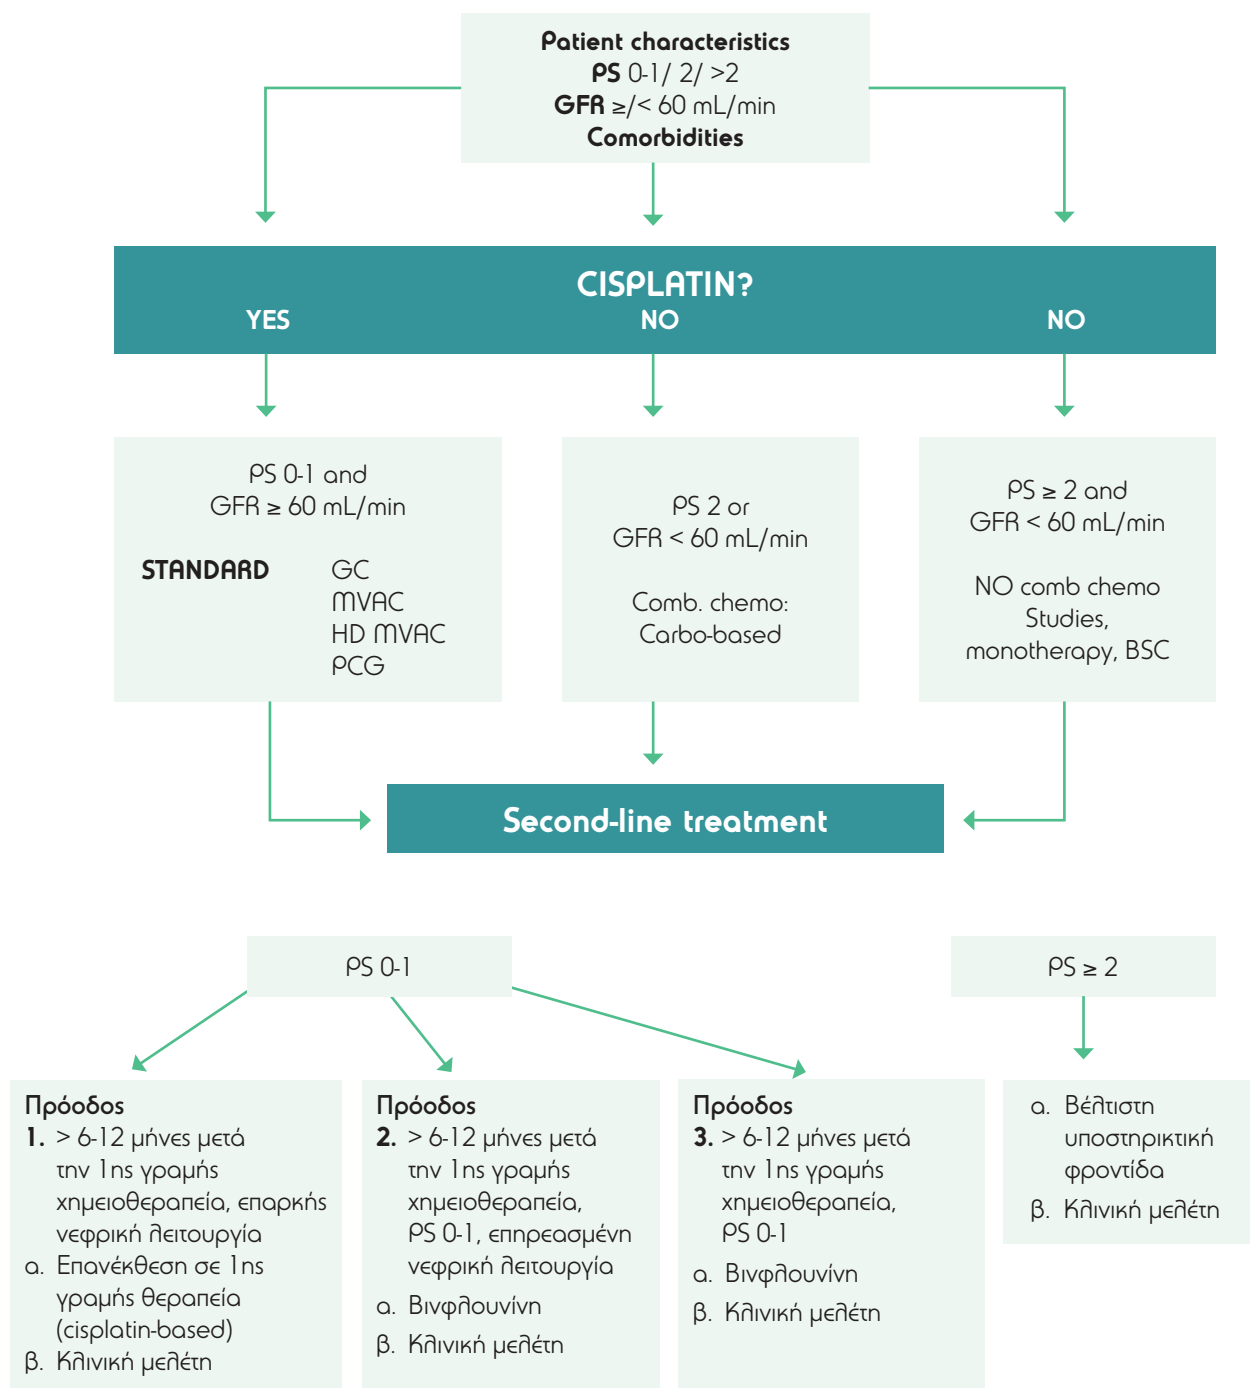 Patient characteristics
PS 0-1/ 2/ >2
GFR ≥/< 60 mL/min
Comorbidities
CISPLATIN?
YES
NO
NO
PS 0-1 and
GFR ≥ 60 mL/min
STANDARD GC
MVAC
HD MVAC
PCG
PS 2 or
GFR < 60 mL/min
Comb. chemo:
Carbo-based
PS ≥ 2 and
GFR < 60 mL/min
NO comb chemo
Studies,
monotherapy, BSC
Second-line treatment
PS 0-1
PS ≥ 2
Πρόοδος
1. > 6-12 μήνες μετά
την 1ης γραμής
χημειοθεραπεία, επαρκής
νεφρική λειτουργία
α. Επανέκθεση σε 1ης
γραμής θεραπεία
(cisplatin-based)
β. Κλινική μελέτη
Πρόοδος
2. > 6-12 μήνες μετά
την 1ης γραμής
χημειοθεραπεία,
PS 0-1, επηρεασμένη
νεφρική λειτουργία
α. Βινφλουνίνη
β. Κλινική μελέτη
Πρόοδος
3. > 6-12 μήνες μετά
την 1ης γραμής
χημειοθεραπεία,
PS 0-1
α. Βινφλουνίνη
β. Κλινική μελέτη
α. Βέλτιστη
υποστηρικτική
φροντίδα
β. Κλινική μελέτη